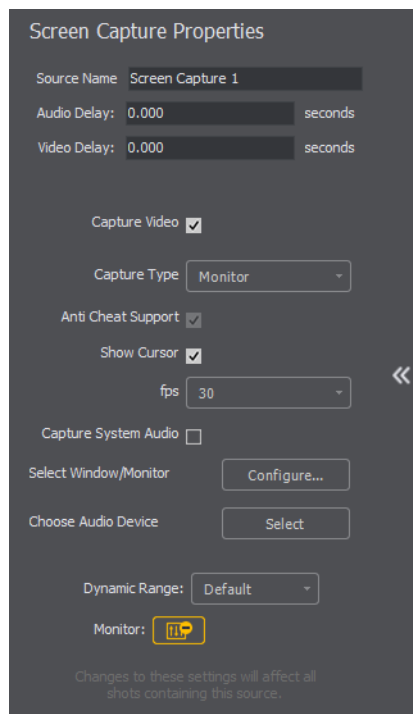 Screen Capture Properties
Source Name Screen Capture 1
Audio Delay: 0.000 seconds
Video Delay: 0.000 seconds
Capture Video
Capture Type Monitor
Anti Cheat Support
Show Cursor
fps 30
Capture System Audio
Select Window/Monitor Configure...
Choose Audio Device Select
Dynamic Range: Default
Monitor:
Changes to these settings will affect all
shots containing this source.